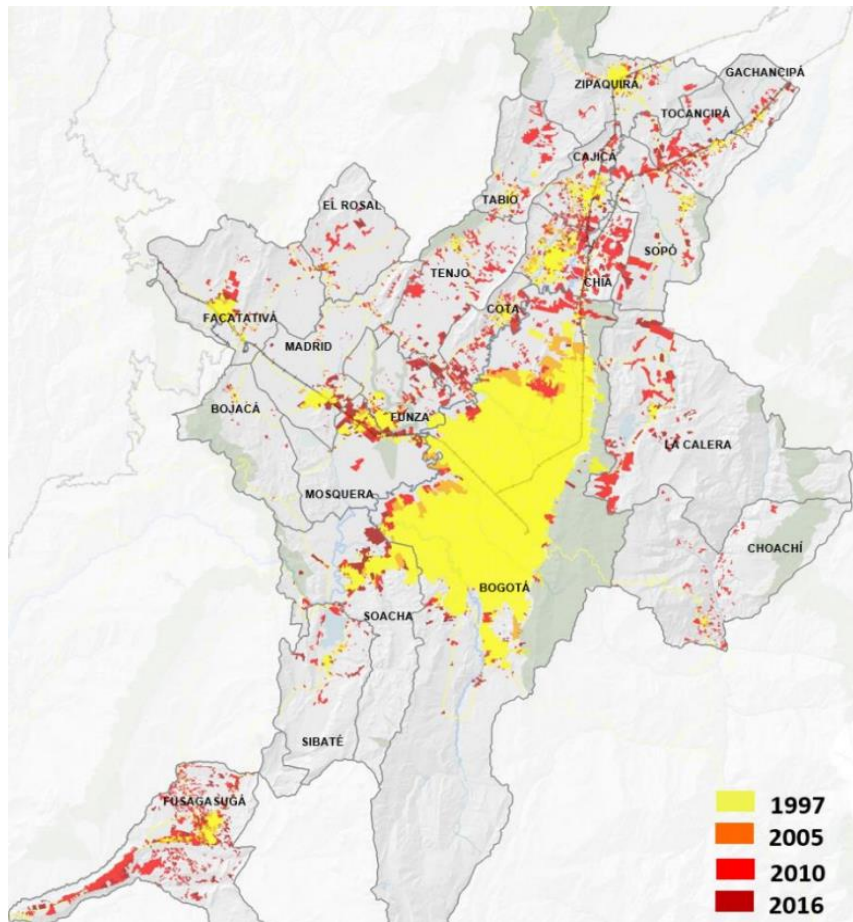 GACHANCIPÁ
ZIPAQUIRÁ
TOCANCIPÁ
CAJICÁ
TABIO
EL ROSAL
SOPÓ
TENJO
CHÍA
COTA
FACATATIVÁ
MADRID
BOJACÁ
FUNZA
LA CALERA
MOSQUERA
CHOACHÍ
BOGOTÁ
SOACHA
SIBATÉ
FUSAGASUGÁ
1997
2005
2010
2016